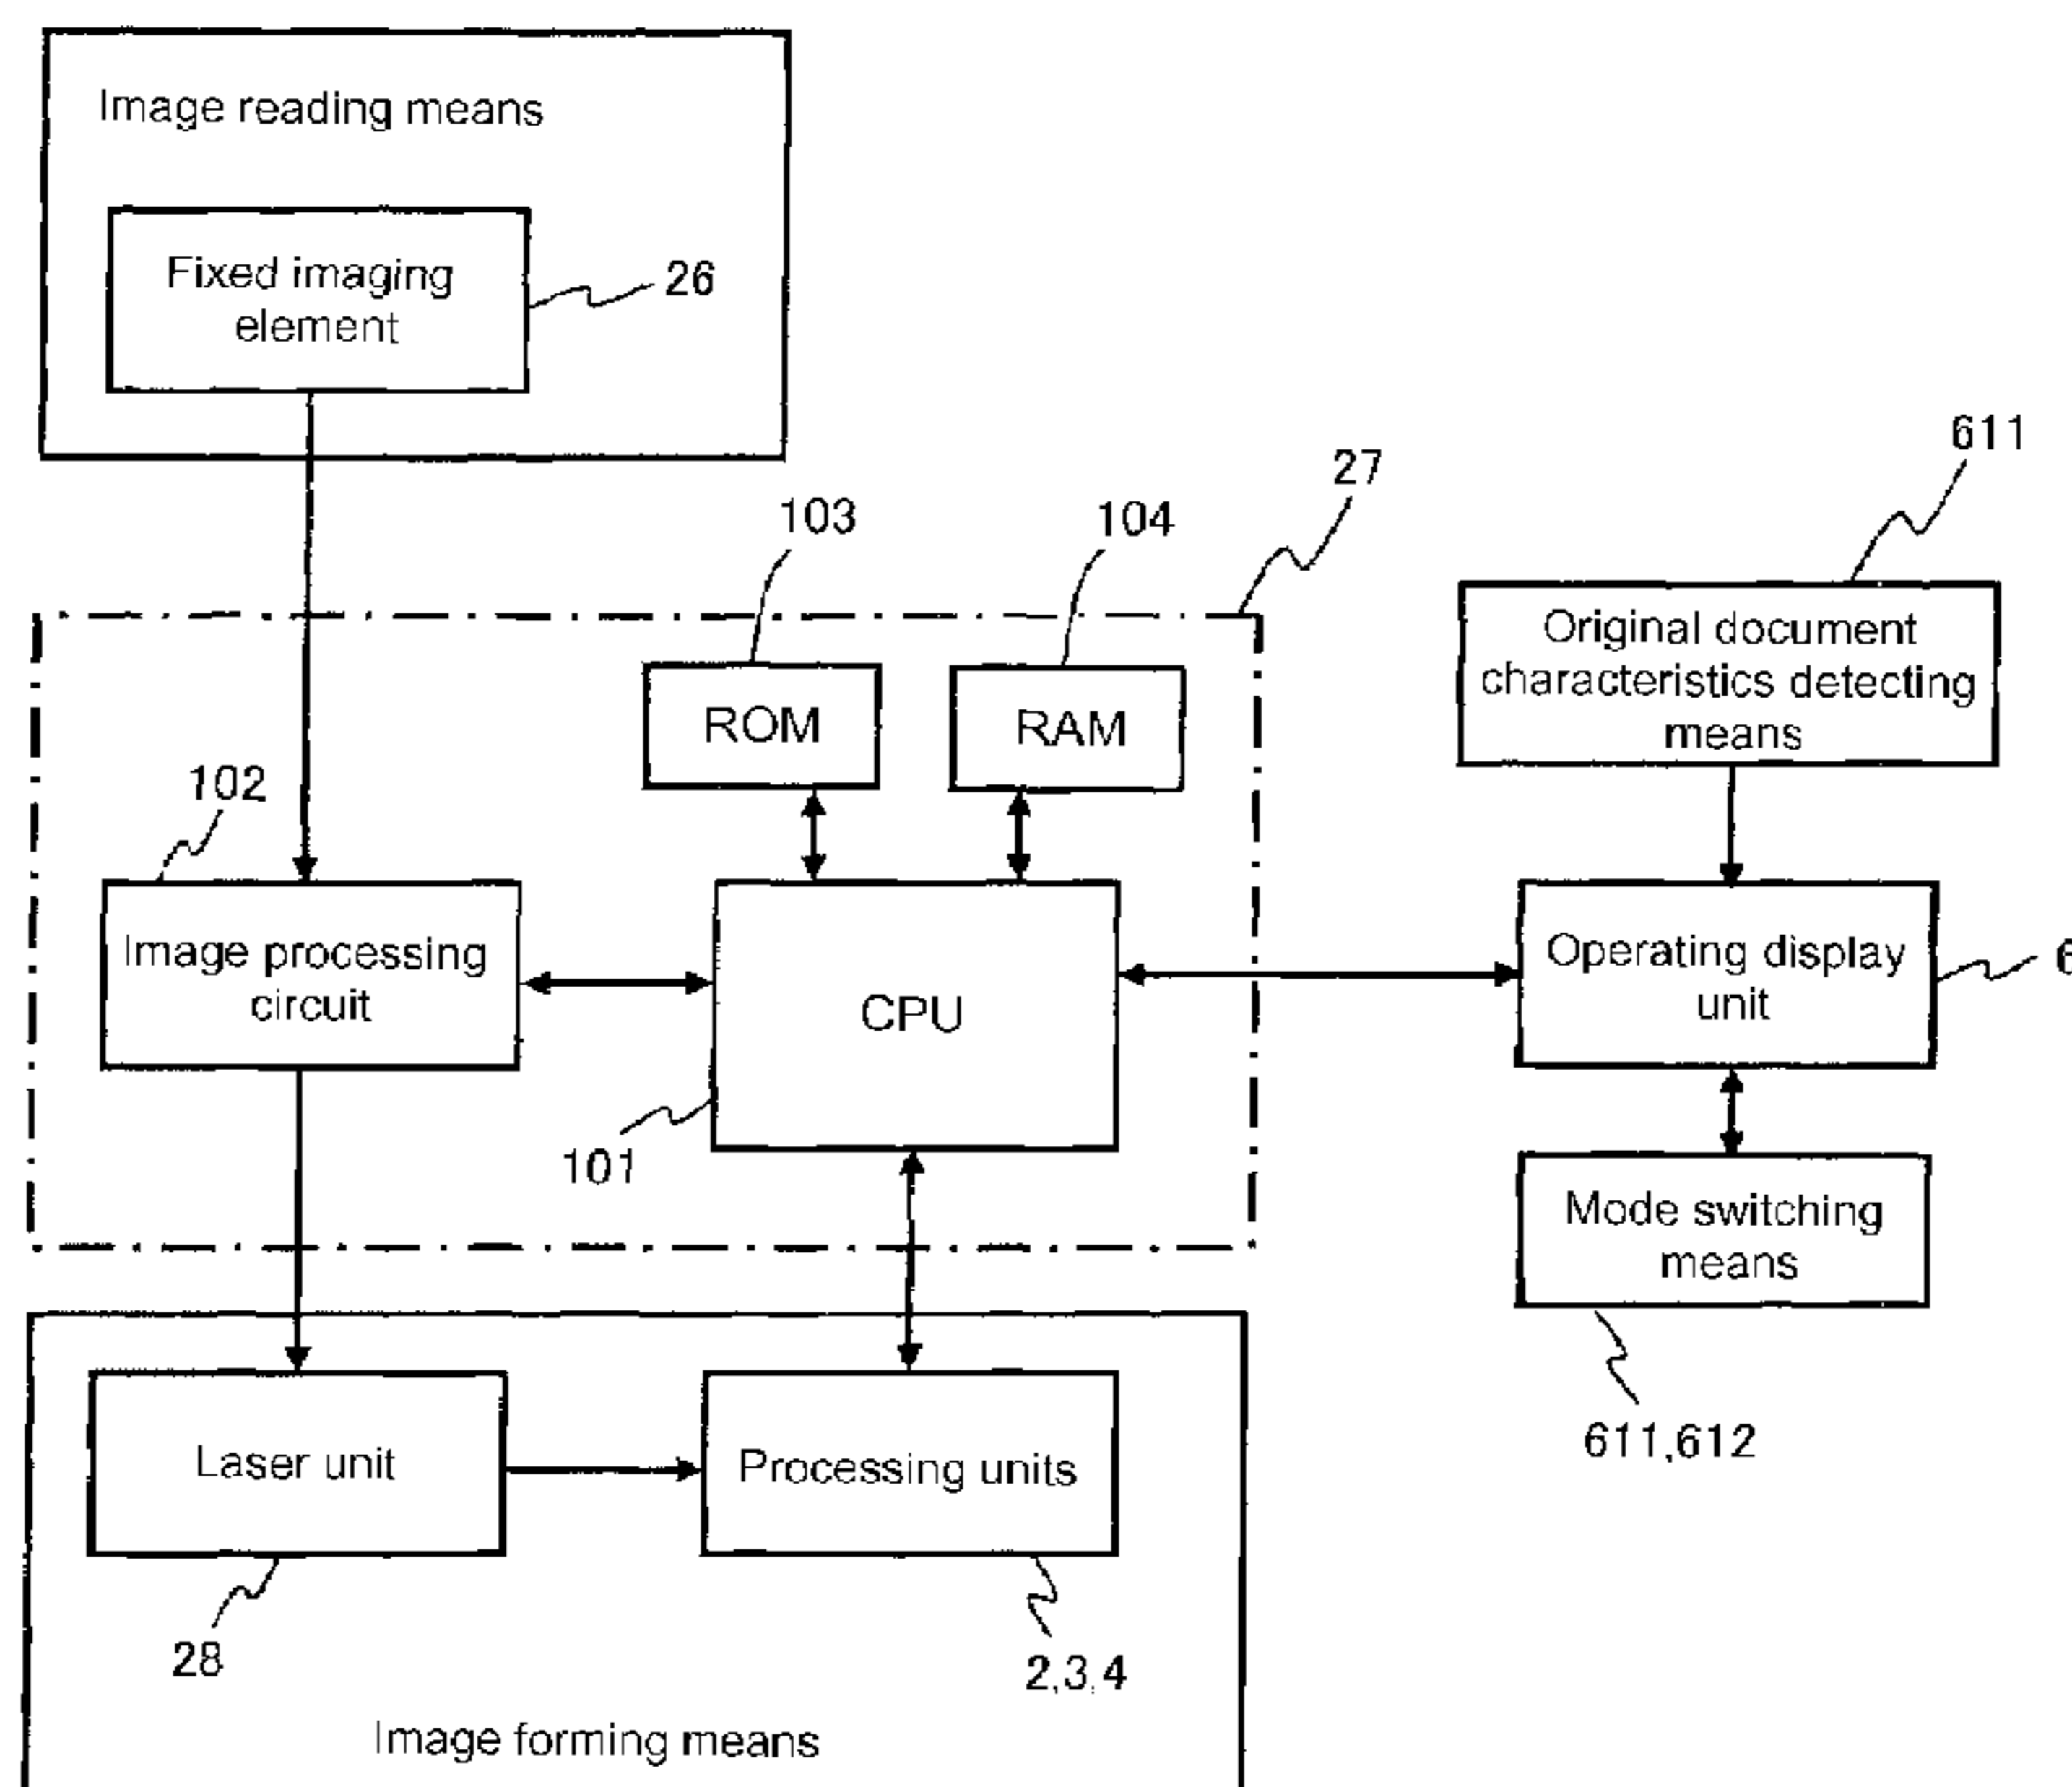 Image reading means
Fixed imaging
element
26
611
27
103
104
ROM
RAM
Original document
characteristics detecting
means
102
Image processing
circuit
CPU
Operating display
unit
101
Mode switching
means
611,612
Laser unit
Processing units
28
2,3,4
Image forming means